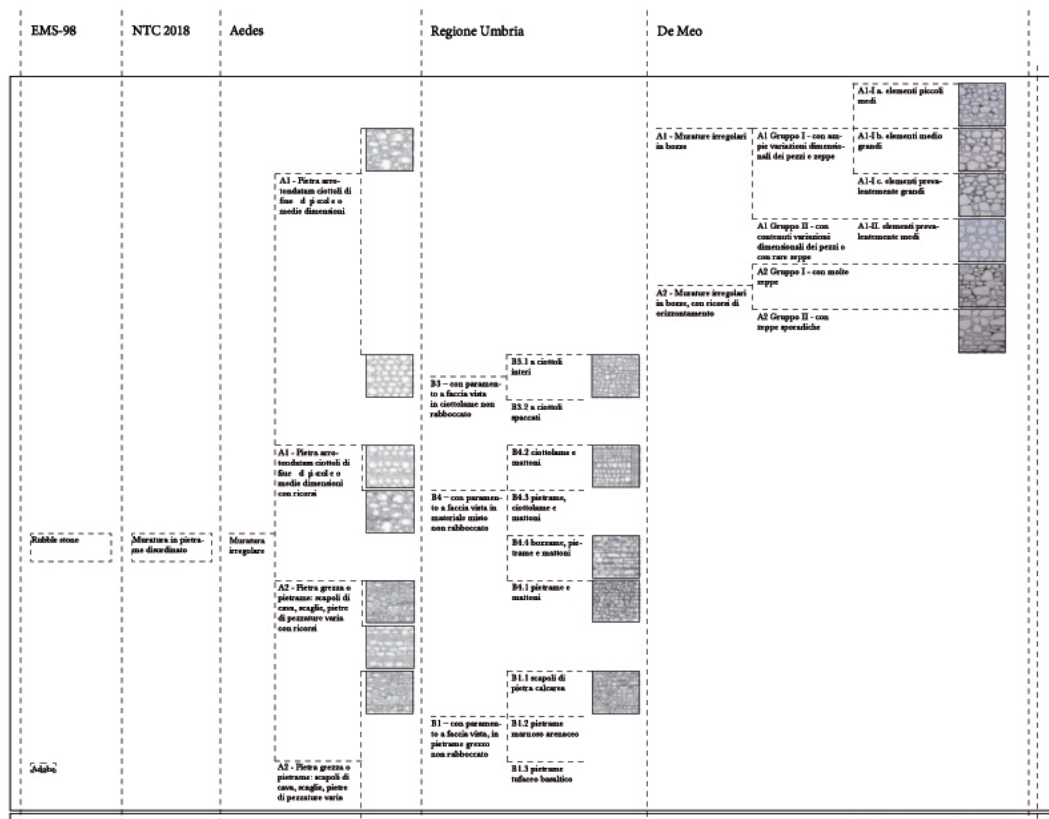 EMS-98
NTC 2018
Aedes
Regione Umbria
De Meo
Rubble stone
Adobe
Muratura in pietra-
me disordinato
Muratura
irregolare
A1 - Pietra arro-
tondatam ciottoli di
fiue d pi col e o
medie dimensioni
A1 - Pietra arro-
tondatam ciottoli di
fiue d pi col e o
medie dimensioni
con ricorsi
A2 - Pietra grezza o
pietrame: scapoli di
cava, scaglie, pietre
di pezzature varia
con ricorsi
A2 - Pietra grezza o
pietrame: scapoli di
cava, scaglie, pietre
di pezzature varia
B3 – con paramen-
to a faccia vista
in ciottolame non
rabboccato
B3.1 a ciottoli
interi
B3.2 a ciottoli
spaccati
B4 – con paramen-
to a faccia vista in
materiale misto
non rabboccato
B4.2 ciottolame e
mattoni
B4.3 pietrame,
ciottolame e
mattoni
B4.4 bozzame, pie-
trame e mattoni
B4.1 pietrame e
mattoni
B1 – con paramen-
to a faccia vista, in
pietrame grezzo
non rabboccato
B1.1 scapoli di
pietra calcarea
B1.2 pietrame
marnoso arenaceo
B1.3 pietrame
tufaceo basaltico
A1 - Murature irregolari
in bozze
A1 Gruppo I - con am-
pie variazioni dimensio-
nali dei pezzi e zeppe
A1-I a. elementi piccoli
medi
A1-I b. elementi medio
grandi
A1-I c. elementi preva-
lentemente grandi
A1 Gruppo II - con
contenuti variazioni
dimensionali dei pezzi o
con rare zeppe
A1-II. elementi preva-
lentemente medi
A2 - Murature irregolari
in bozze, con ricorsi di
orizzontamento
A2 Gruppo I - con molte
zeppe
A2 Gruppo II - con
zeppe sporadiche